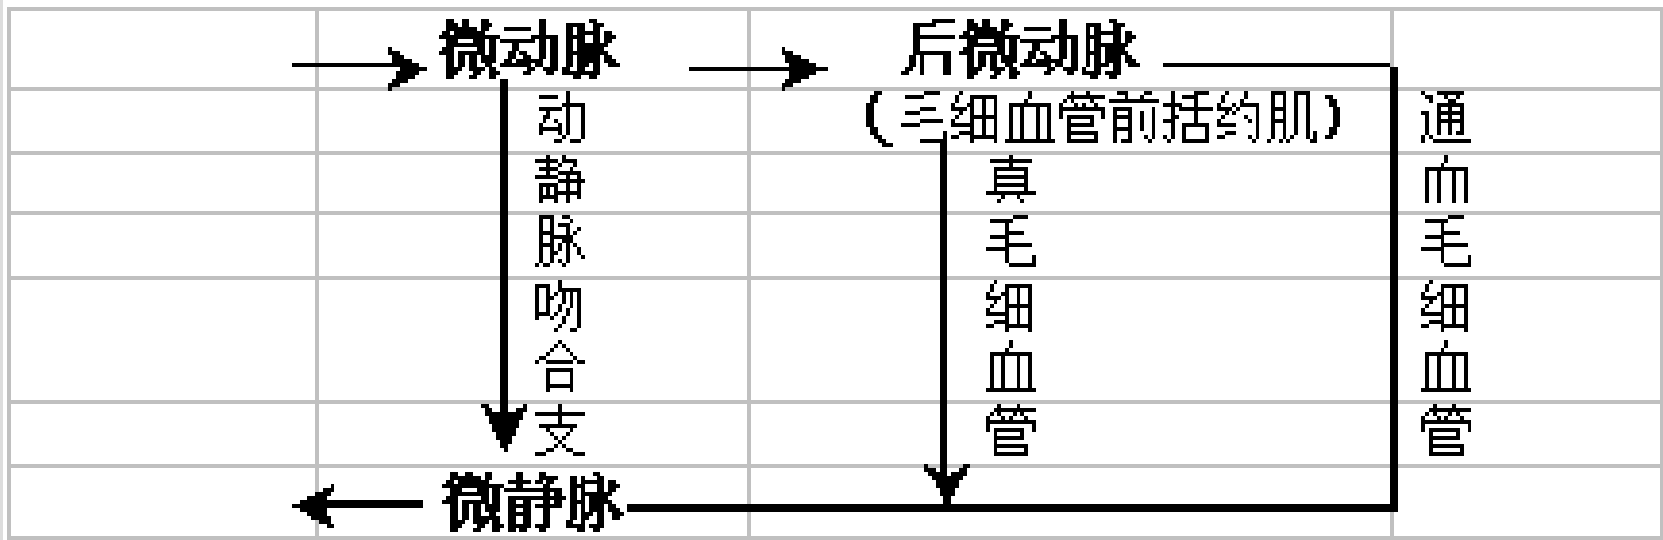 微动脉 后微动脉
(毛细血管前括约肌)
动静脉吻合支
真毛细血管
通血毛细血管
微静脉